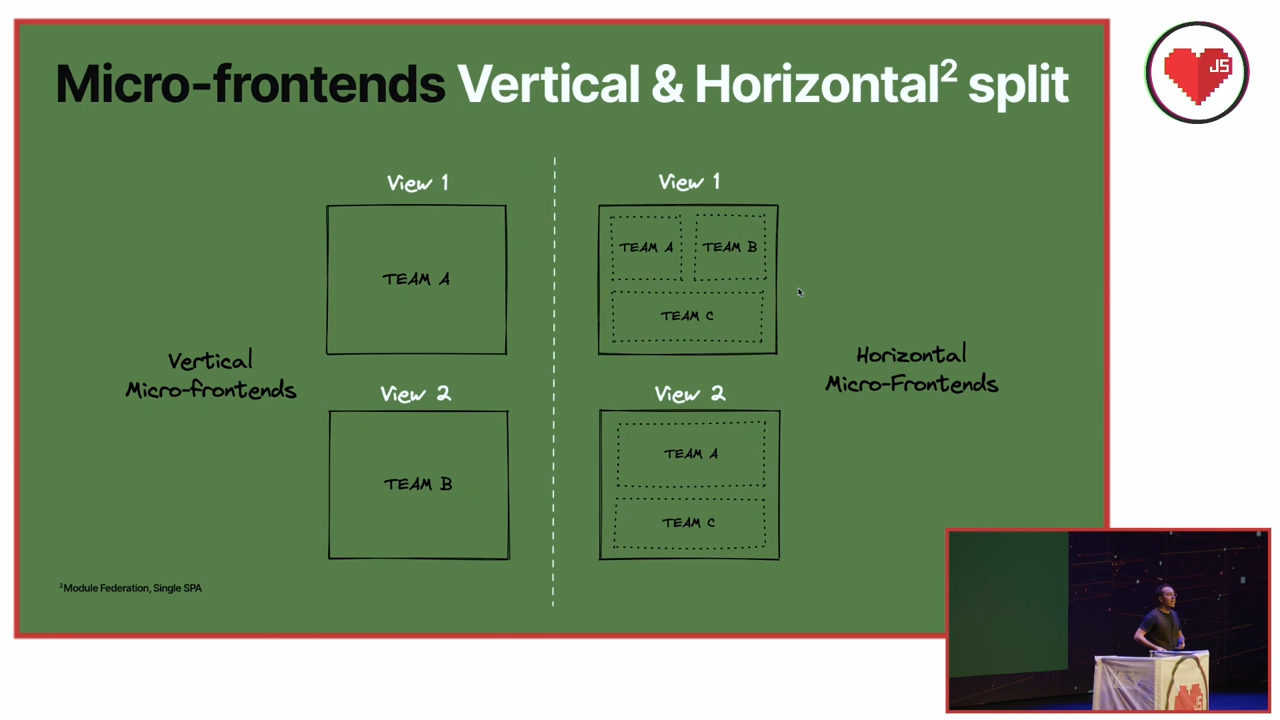 Micro-frontends Vertical & Horizontal² split
JS
View 1
TEAM A
View 1
TEAM A
TEAM B
TEAM C
Vertical
Micro-frontends
Horizontal
Micro-Frontends
View 2
TEAM B
View 2
TEAM A
TEAM C
²Module Federation, Single SPA
JS